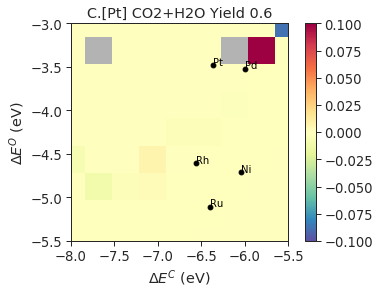 C.[Pt] CO2+H2O Yield 0.6
−3.0
−3.5
−4.0
−4.5
−5.0
−5.5
ΔE^O (eV)
Pt
Pd
Rh
Ni
Ru
−8.0 −7.5 −7.0 −6.5 −6.0 −5.5
ΔE^C (eV)
0.100
0.075
0.050
0.025
0.000
−0.025
−0.050
−0.075
−0.100